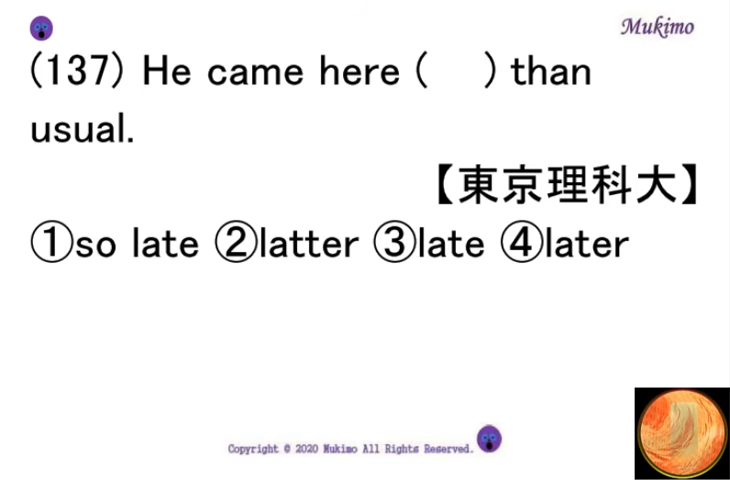 Mukimo
(137) He came here (    ) than
usual.
【東京理科大】
①so late ②latter ③late ④later
Copyright © 2020 Mukimo All Rights Reserved.